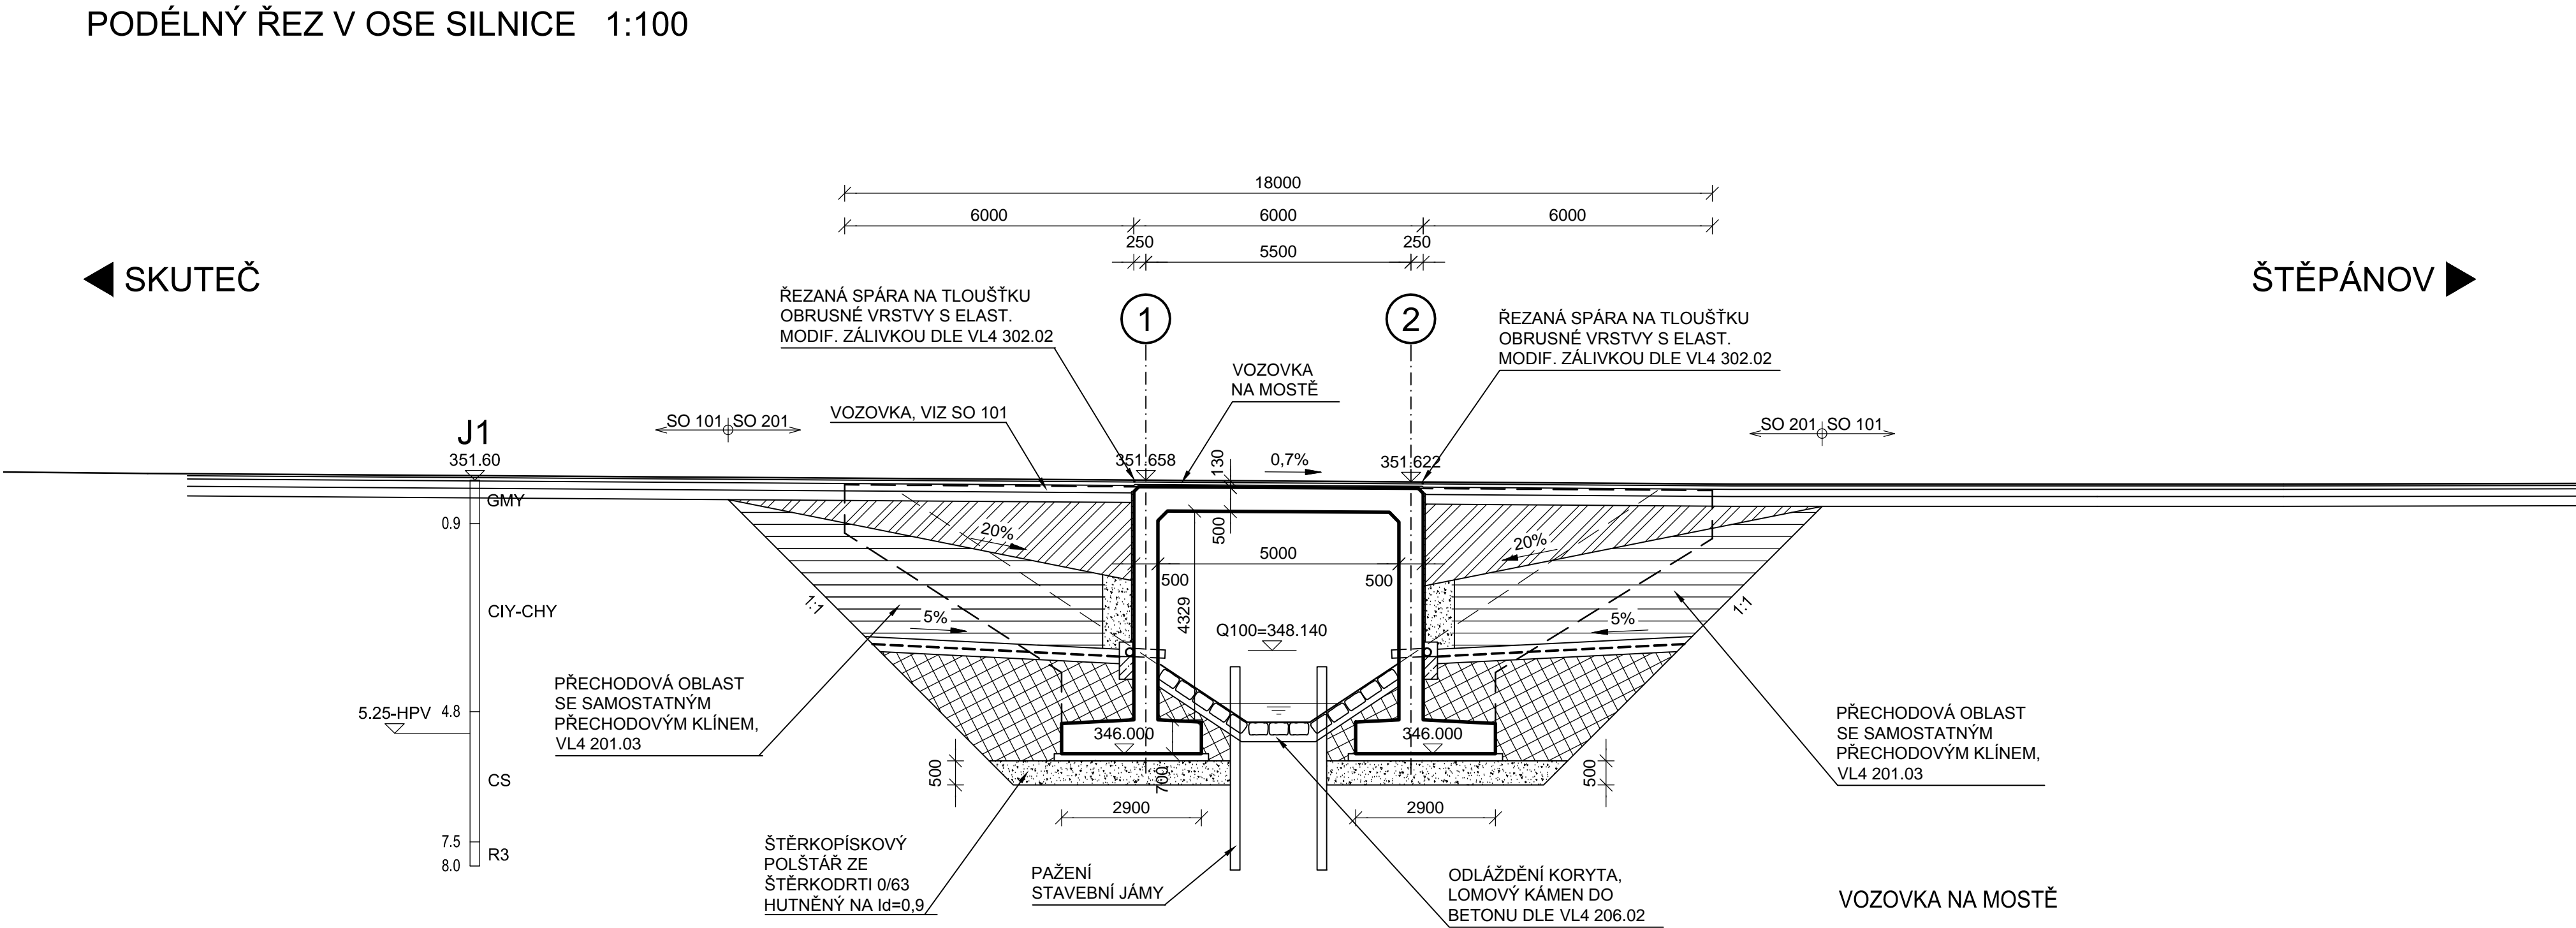 PODÉLNÝ ŘEZ V OSE SILNICE 1:100
18000
6000
6000
6000
250
250
5500
SKUTEČ
ŠTĚPÁNOV
ŘEZANÁ SPÁRA NA TLOUŠŤKU
OBRUSNÉ VRSTVY S ELAST.
MODIF. ZÁLIVKOU DLE VL4 302.02
1
2
ŘEZANÁ SPÁRA NA TLOUŠŤKU
OBRUSNÉ VRSTVY S ELAST.
MODIF. ZÁLIVKOU DLE VL4 302.02
VOZOVKA
NA MOSTĚ
VOZOVKA, VIZ SO 101
SO 101
SO 201
SO 201
SO 101
J1
351.60
351.658
130
0,7%
351.622
GMY
0.9
500
20%
20%
5000
500
500
4329
1:1
1:1
CIY-CHY
5%
5%
Q100=348.140
PŘECHODOVÁ OBLAST
SE SAMOSTATNÝM
PŘECHODOVÝM KLÍNEM,
VL4 201.03
5.25-HPV
4.8
346.000
346.000
PŘECHODOVÁ OBLAST
SE SAMOSTATNÝM
PŘECHODOVÝM KLÍNEM,
VL4 201.03
CS
500
700
500
2900
2900
7.5
R3
8.0
ŠTĚRKOPÍSKOVÝ
POLŠTÁŘ ZE
ŠTĚRKODRTI 0/63
HUTNĚNÝ NA Id=0,9
PAŽENÍ
STAVEBNÍ JÁMY
ODLÁŽDĚNÍ KORYTA,
LOMOVÝ KÁMEN DO
BETONU DLE VL4 206.02
VOZOVKA NA MOSTĚ